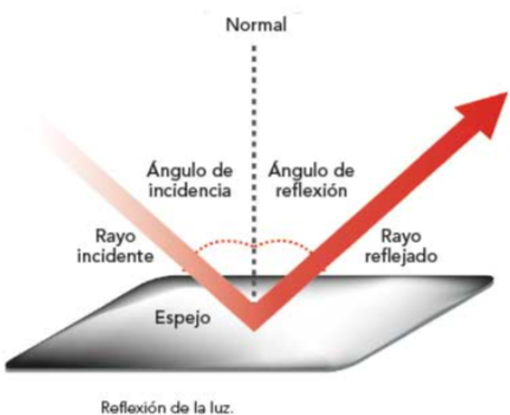 Normal
Ángulo de
incidencia
Ángulo de
reflexión
Rayo
incidente
Rayo
reflejado
Espejo
Reflexión de la luz.